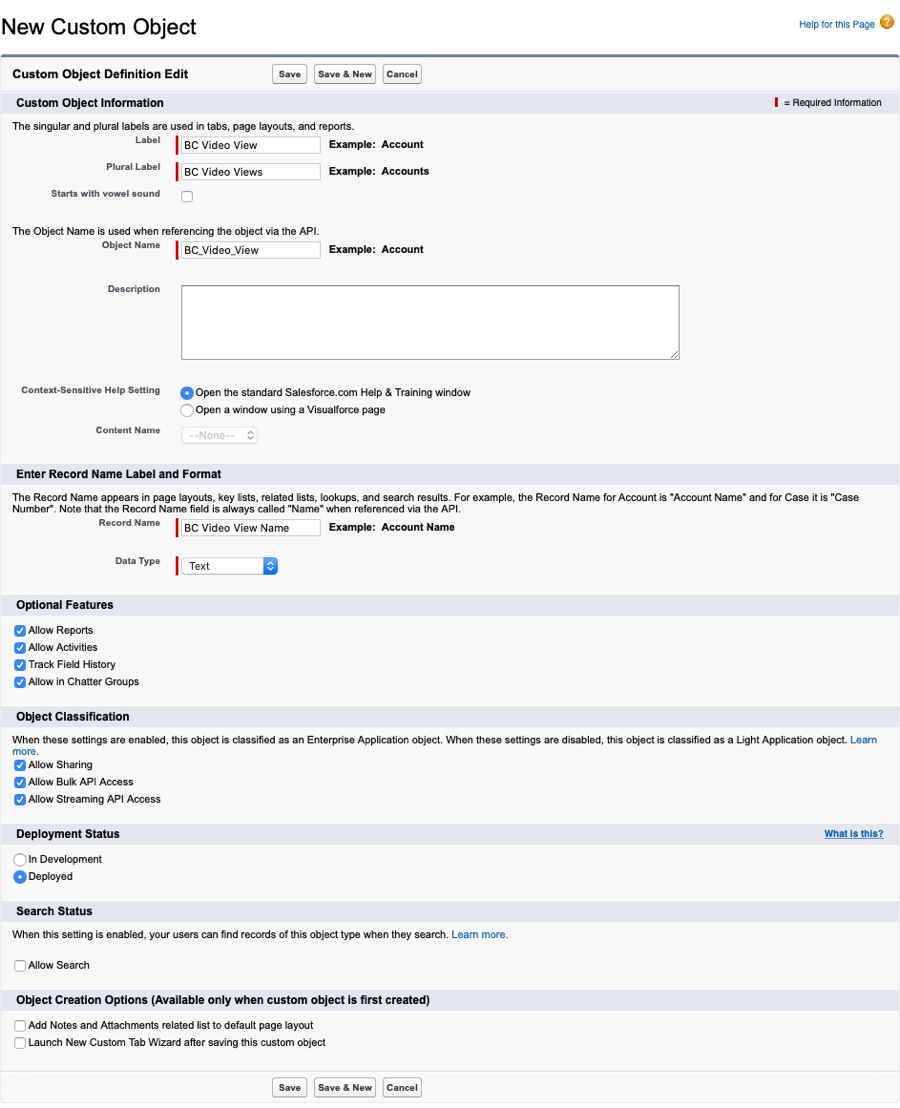 New Custom Object
Help for this Page ?
Custom Object Definition Edit Save Save & New Cancel
Custom Object Information = Required Information
The singular and plural labels are used in tabs, page layouts, and reports.
Label BC Video View Example: Account
Plural Label BC Video Views Example: Accounts
Starts with vowel sound
The Object Name is used when referencing the object via the API.
Object Name BC_Video_View Example: Account
Description
Context-Sensitive Help Setting Open the standard Salesforce.com Help & Training window
Open a window using a Visualforce page
Content Name --None--
Enter Record Name Label and Format
The Record Name appears in page layouts, key lists, related lists, lookups, and search results. For example, the Record Name for Account is "Account Name" and for Case it is "Case
Number". Note that the Record Name field is always called "Name" when referenced via the API.
Record Name BC Video View Name Example: Account Name
Data Type Text
Optional Features
Allow Reports
Allow Activities
Track Field History
Allow in Chatter Groups
Object Classification
When these settings are enabled, this object is classified as an Enterprise Application object. When these settings are disabled, this object is classified as a Light Application object. Learn
more.
Allow Sharing
Allow Bulk API Access
Allow Streaming API Access
Deployment Status What is this?
In Development
Deployed
Search Status
When this setting is enabled, your users can find records of this object type when they search. Learn more.
Allow Search
Object Creation Options (Available only when custom object is first created)
Add Notes and Attachments related list to default page layout
Launch New Custom Tab Wizard after saving this custom object
Save Save & New Cancel